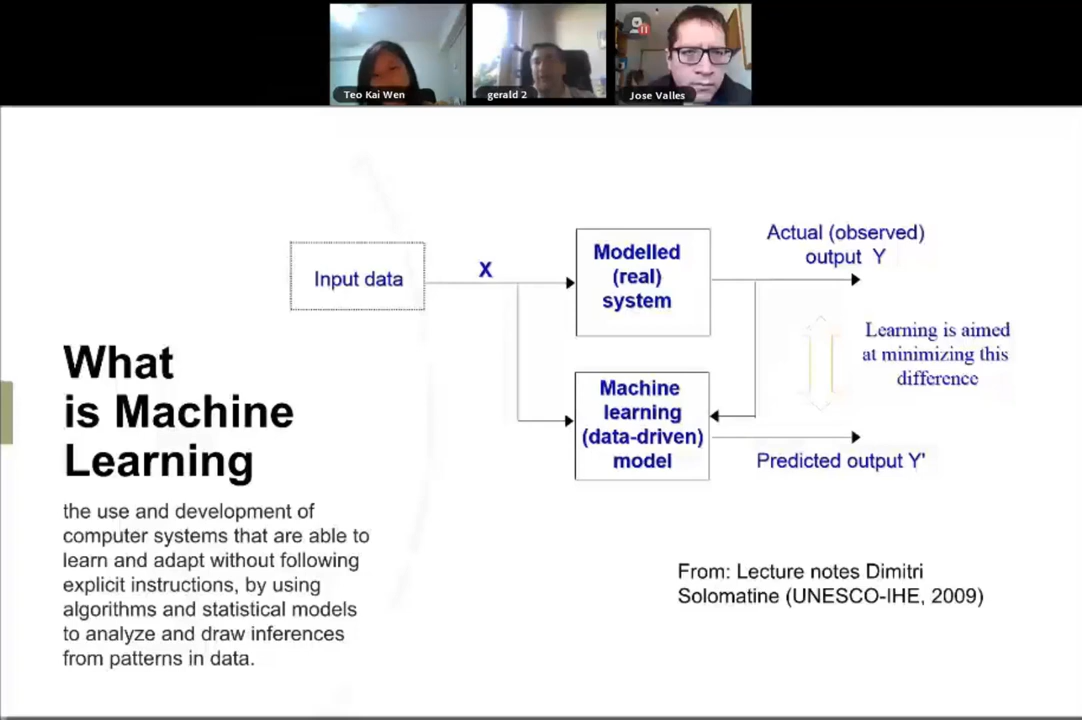 Teo Kai Wen
gerald 2
Jose Valles
Input data
X
Modelled
(real)
system
Actual (observed)
output Y
Learning is aimed
at minimizing this
difference
Machine
learning
(data-driven)
model
Predicted output Y'
What
is Machine
Learning
the use and development of
computer systems that are able to
learn and adapt without following
explicit instructions, by using
algorithms and statistical models
to analyze and draw inferences
from patterns in data.
From: Lecture notes Dimitri
Solomatine (UNESCO-IHE, 2009)